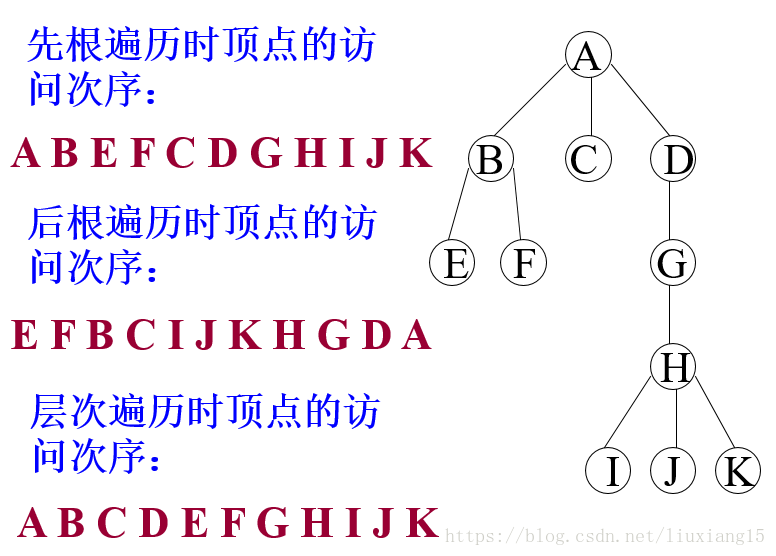 先根遍历时顶点的访
问次序：
A B E F C D G H I J K
后根遍历时顶点的访
问次序：
E F B C I J K H G D A
层次遍历时顶点的访
问次序：
A B C D E F G H I J K
A
B C D
E F G
H
I J K
https://blog.csdn.net/liuxiang15